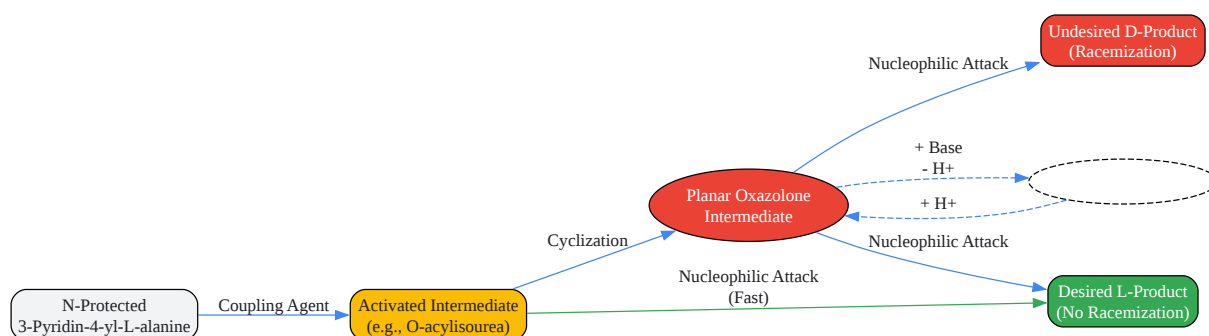 Undesired D-Product
(Racemization)
Nucleophilic Attack
+ Base
- H+
Planar Oxazolone
Intermediate
+ H+
Cyclization
Nucleophilic Attack
Nucleophilic Attack
(Fast)
N-Protected
3-Pyridin-4-yl-L-alanine
Coupling Agent
Activated Intermediate
(e.g., O-acylisourea)
Desired L-Product
(No Racemization)